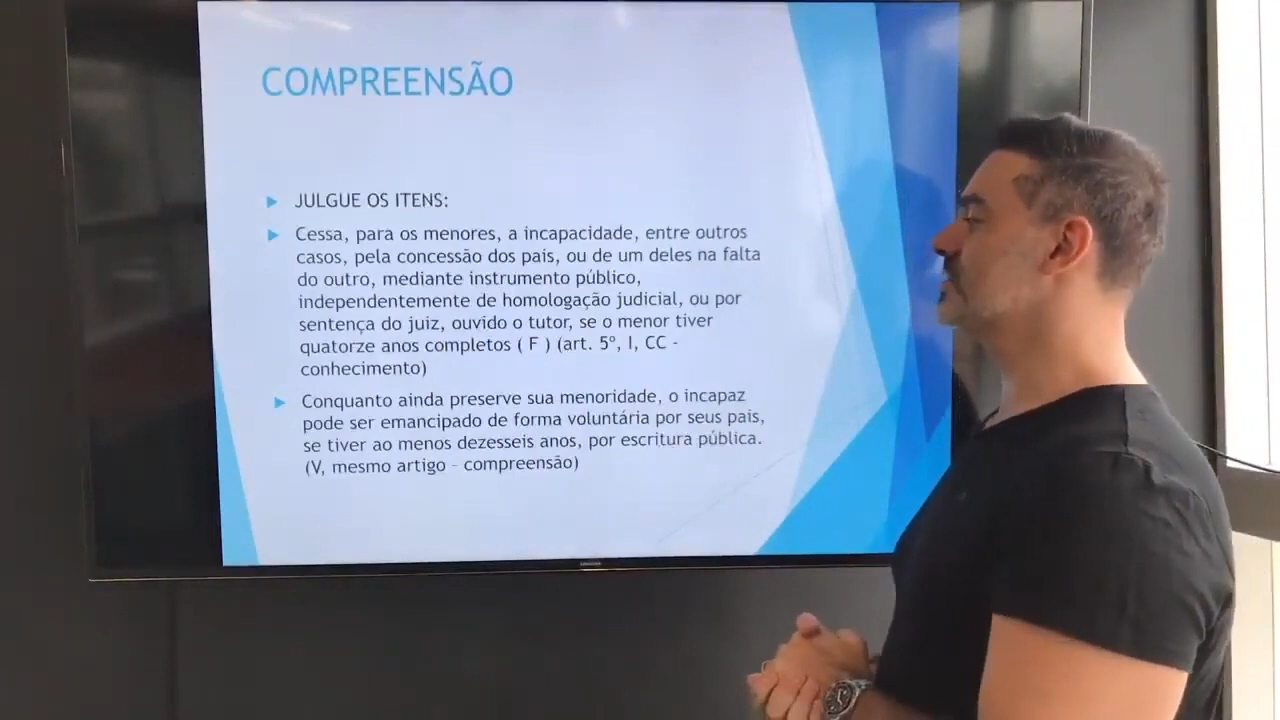 COMPREENSÃO
JULGUE OS ITENS:
Cessa, para os menores, a incapacidade, entre outros
casos, pela concessão dos pais, ou de um deles na falta
do outro, mediante instrumento público,
independentemente de homologação judicial, ou por
sentença do juiz, ouvido o tutor, se o menor tiver
quatorze anos completos ( F ) (art. 5º, I, CC -
conhecimento)
Conquanto ainda preserve sua menoridade, o incapaz
pode ser emancipado de forma voluntária por seus pais,
se tiver ao menos dezesseis anos, por escritura pública.
(V, mesmo artigo – compreensão)